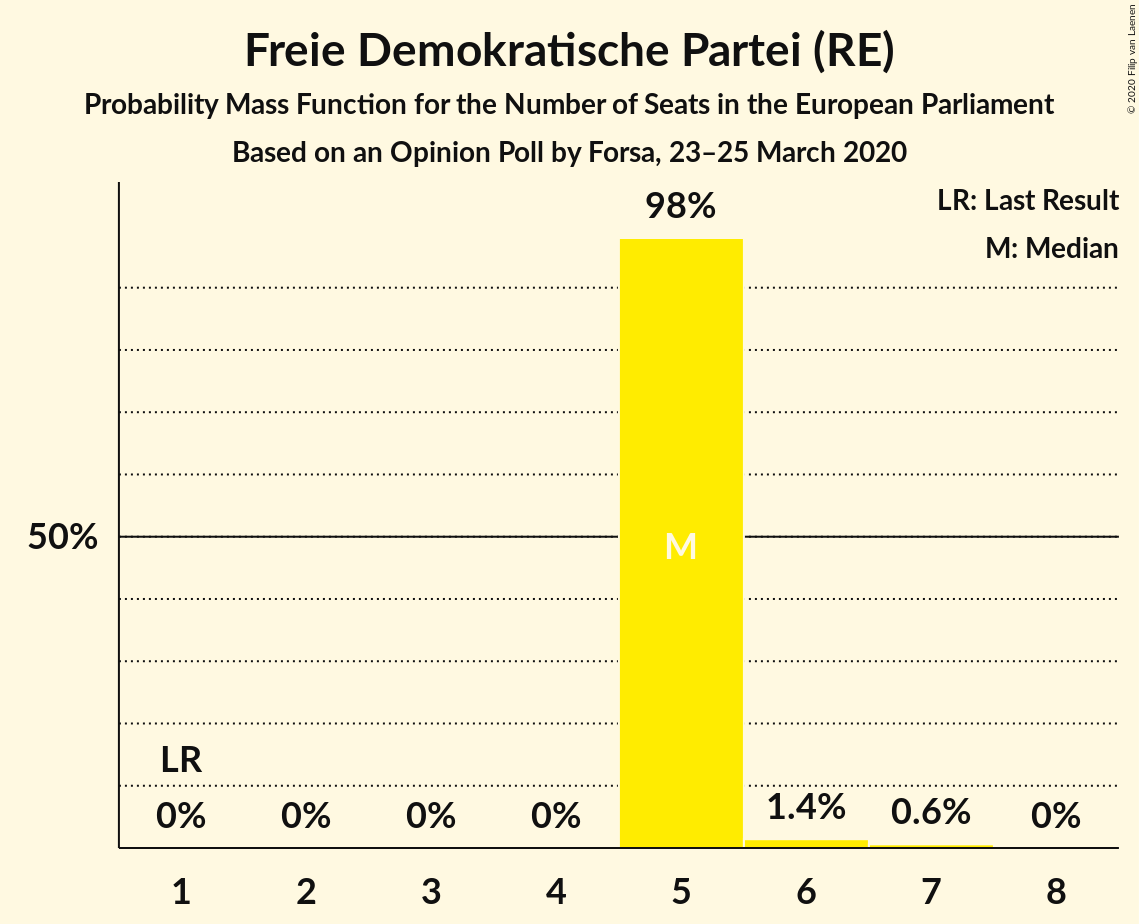 Freie Demokratische Partei (RE)
Probability Mass Function for the Number of Seats in the European Parliament
Based on an Opinion Poll by Forsa, 23–25 March 2020
© 2020 Filip van Laenen
LR: Last Result
M: Median
98%
50%
M
LR
0% 0% 0% 0% 1.4% 0.6% 0%
1 2 3 4 5 6 7 8